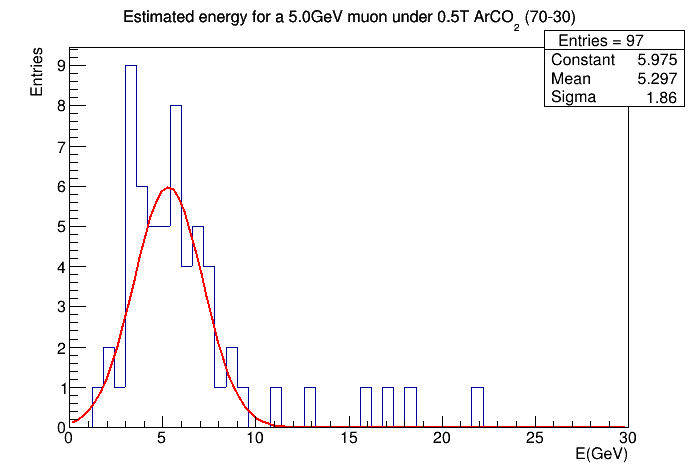 Estimated energy for a 5.0GeV muon under 0.5T ArCO2 (70-30)
Entries = 97
Constant 5.975
Mean 5.297
Sigma 1.86
Entries
9
8
7
6
5
4
3
2
1
0
0 5 10 15 20 25 30
E(GeV)